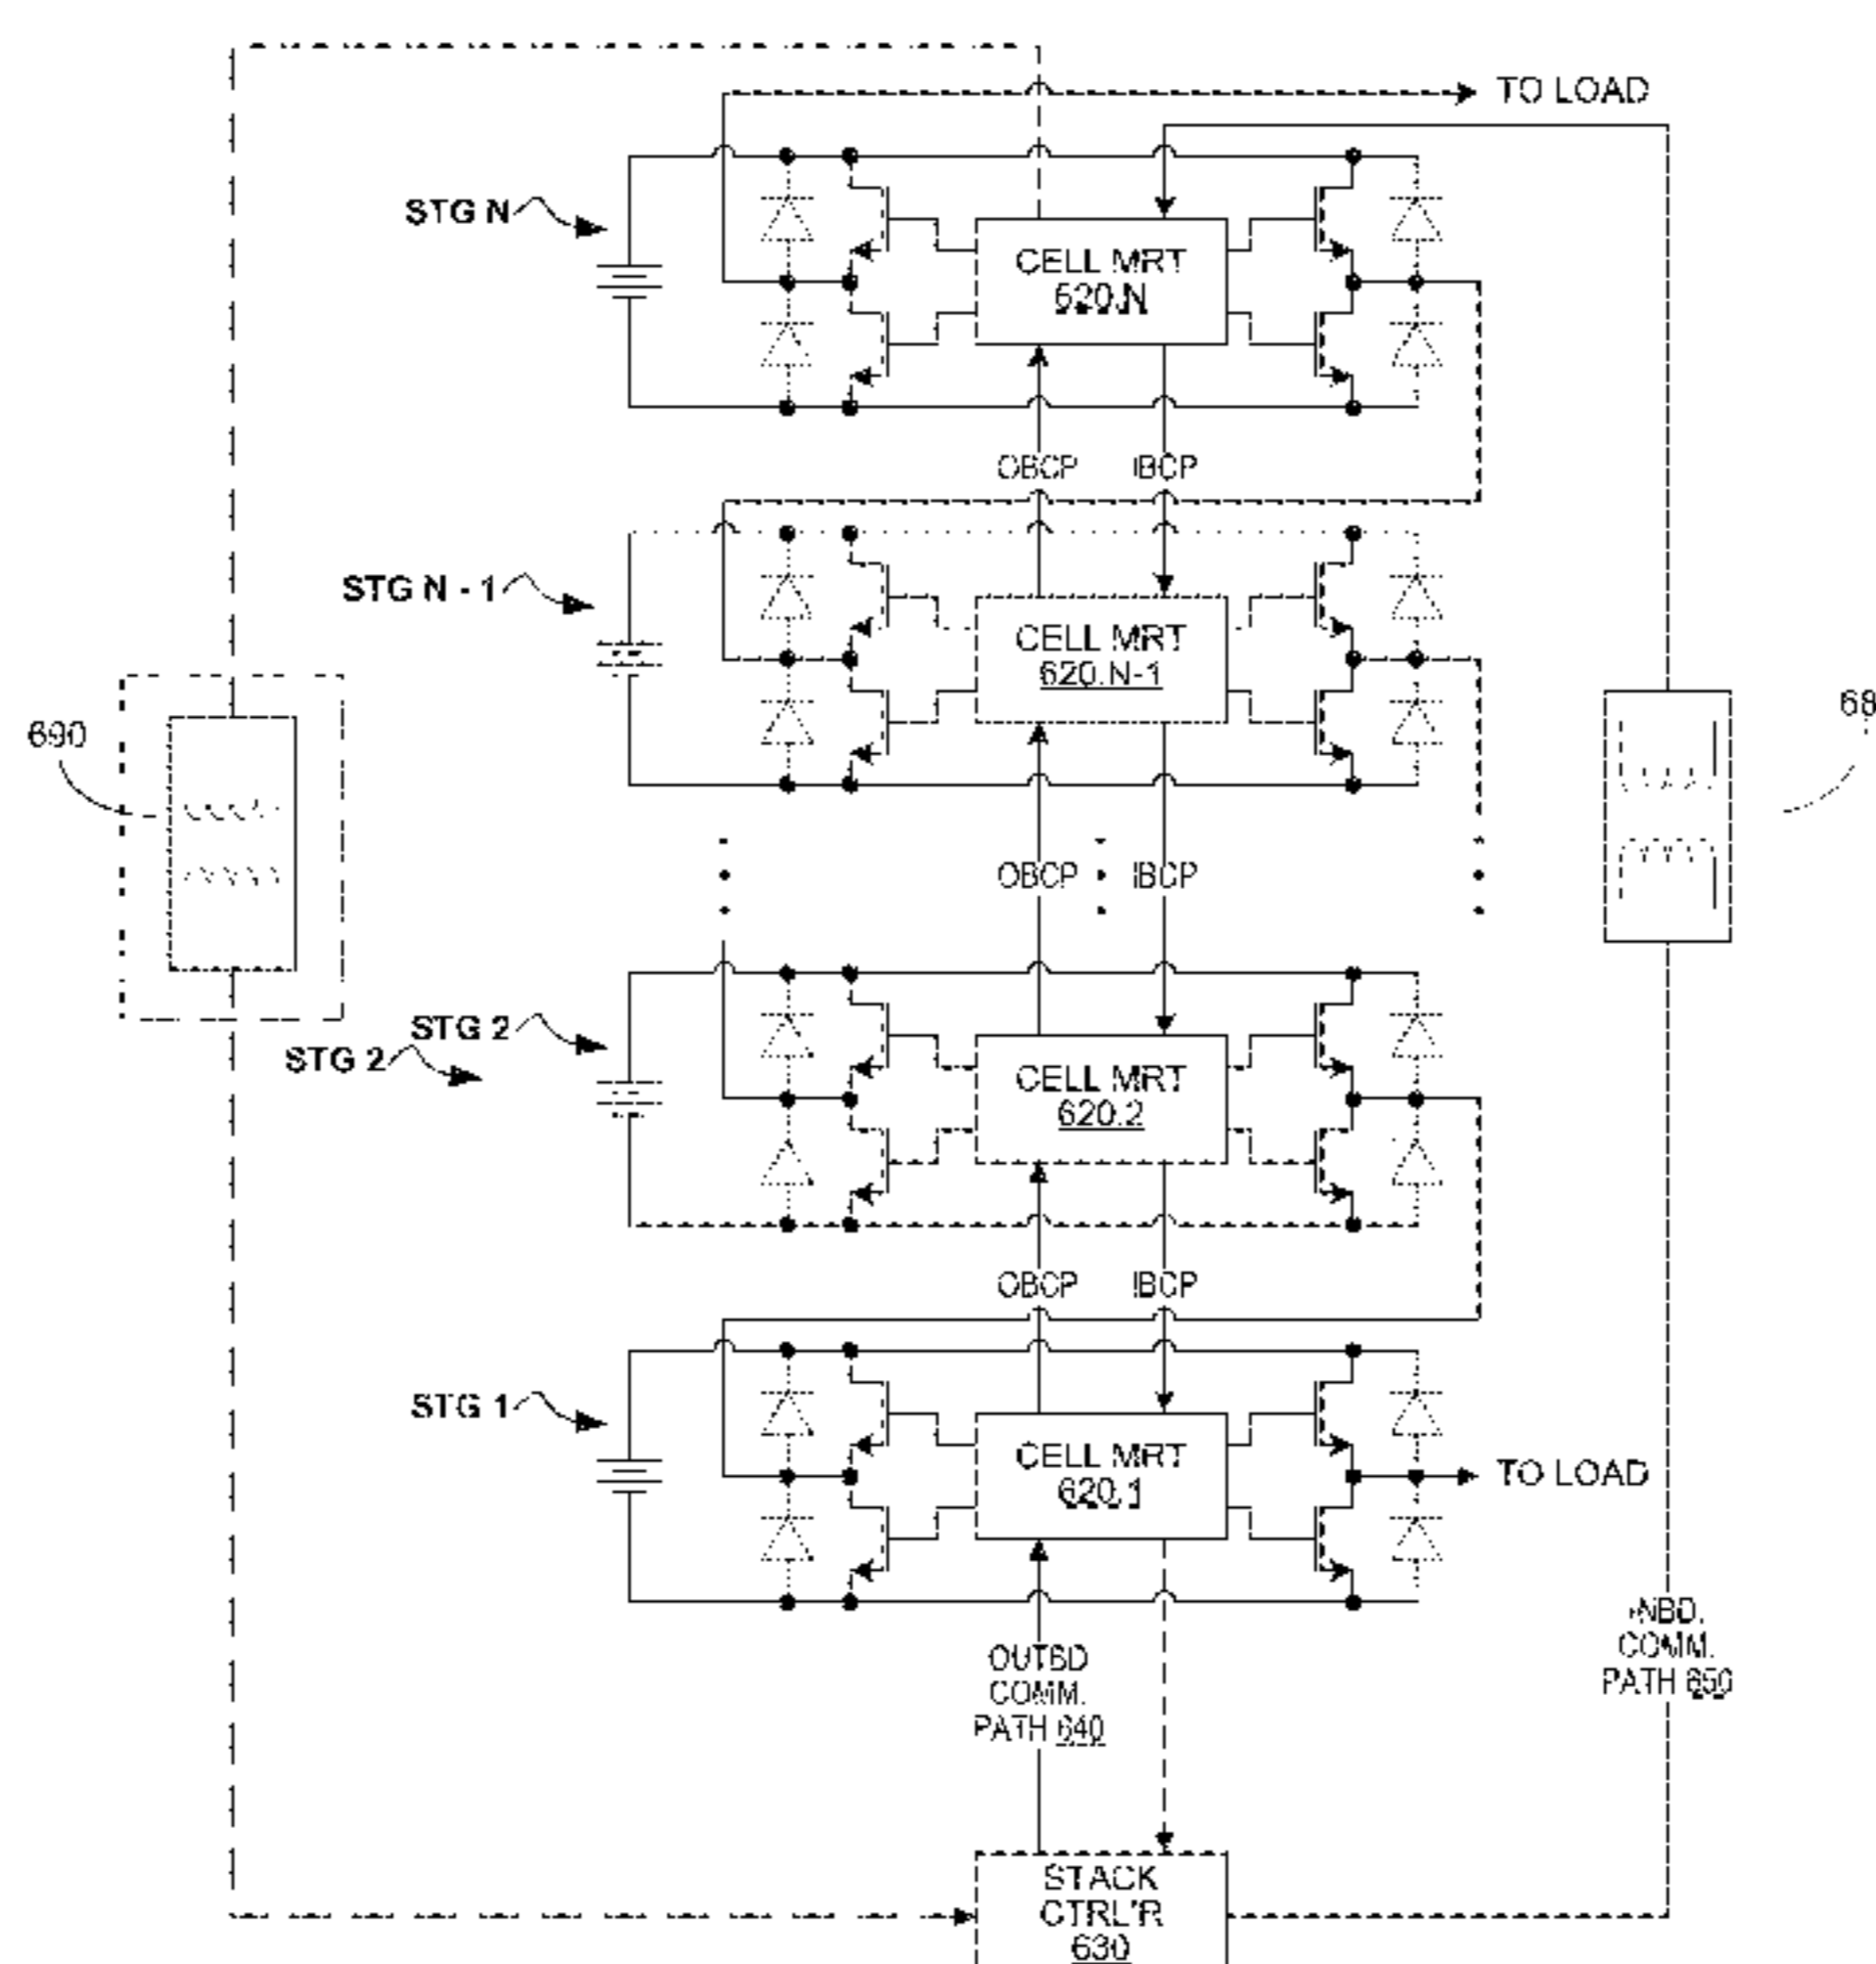 TO LOAD
STG N
CELL MRT
620.N
OBCP
IBCP
STG N - 1
CELL MRT
620.N-1
690
68
OBCP
IBCP
STG 2
STG 2
CELL MRT
620.2
OBCP
IBCP
STG 1
CELL MRT
620.1
TO LOAD
OUTBD
COMM.
PATH 640
INBD.
COMM.
PATH 650
STACK
CTRL'R
630